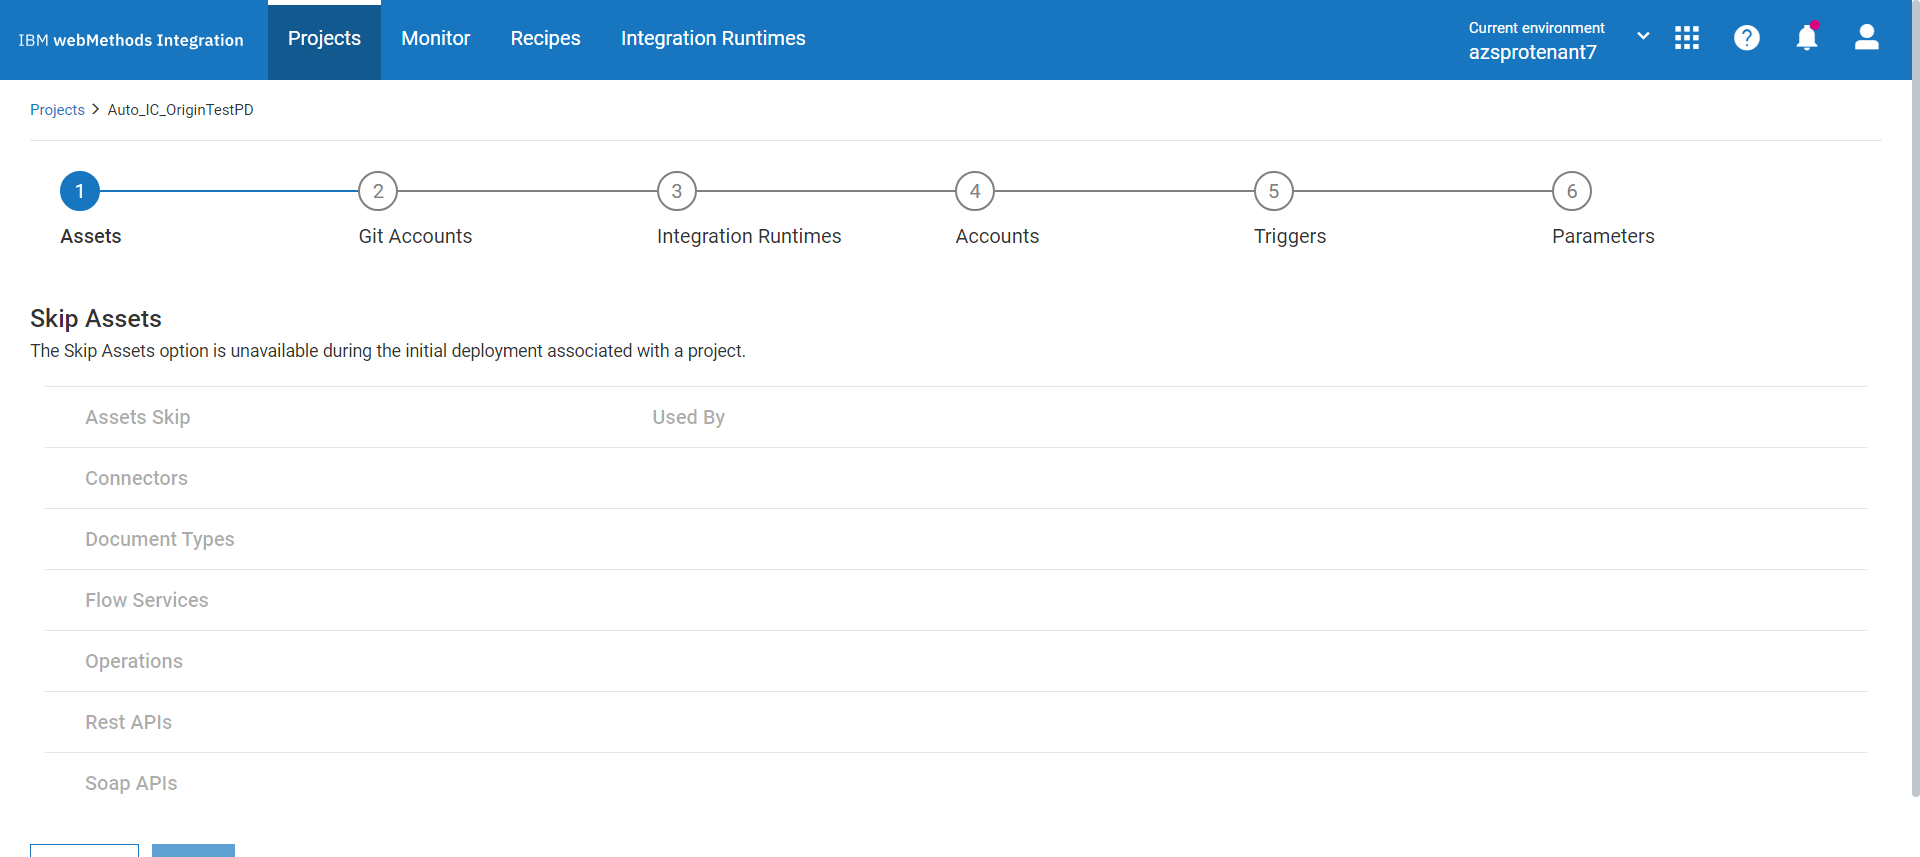 IBM webMethods Integration
Projects
Monitor
Recipes
Integration Runtimes
Current environment
azsprotenant7
?
Projects > Auto_IC_OriginTestPD
1
2
3
4
5
6
Assets
Git Accounts
Integration Runtimes
Accounts
Triggers
Parameters
Skip Assets
The Skip Assets option is unavailable during the initial deployment associated with a project.
Assets Skip
Used By
Connectors
Document Types
Flow Services
Operations
Rest APIs
Soap APIs